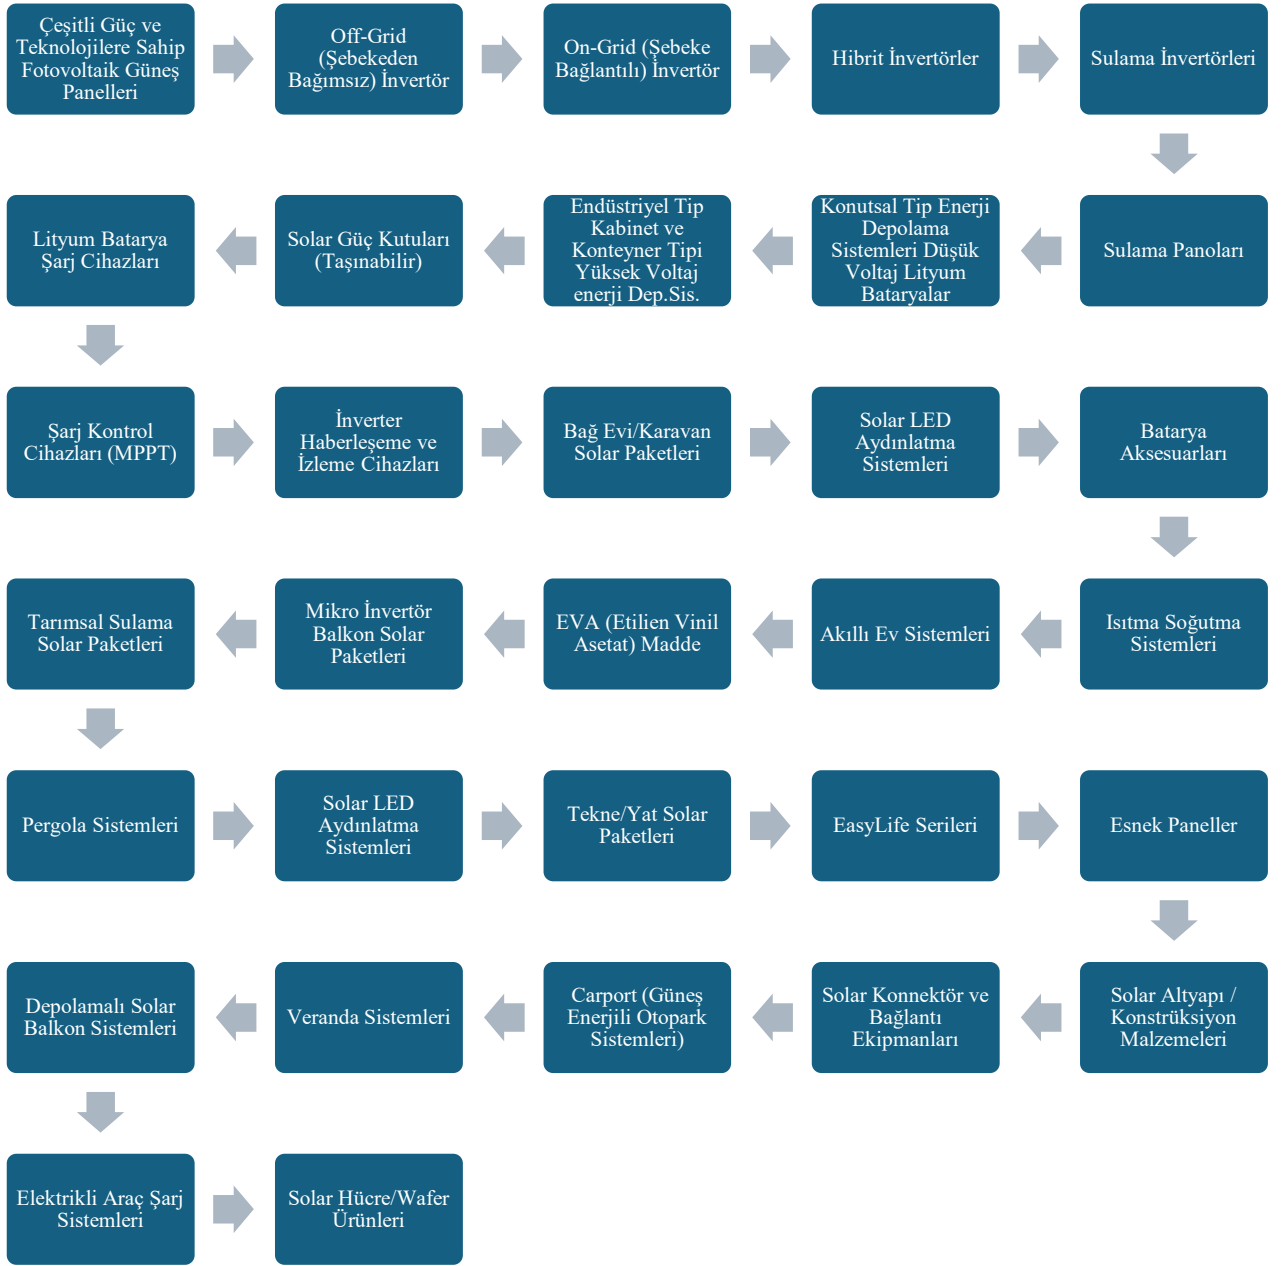 Çeşitli Güç ve
Teknolojilere Sahip
Fotovoltaik Güneş
Panelleri
Off-Grid
(Şebekeden
Bağımsız) İnvertör
On-Grid (Şebeke
Bağlantılı) İnvertör
Hibrit İnvertörler
Sulama İnvertörleri
Sulama Panoları
Konutsal Tip Enerji
Depolama
Sistemleri Düşük
Voltaj Lityum
Bataryalar
Endüstriyel Tip
Kabinet ve
Konteyner Tipi
Yüksek Voltaj
enerji Dep.Sis.
Solar Güç Kutuları
(Taşınabilir)
Lityum Batarya
Şarj Cihazları
Şarj Kontrol
Cihazları (MPPT)
İnverter
Haberleşeme ve
İzleme Cihazları
Bağ Evi/Karavan
Solar Paketleri
Solar LED
Aydınlatma
Sistemleri
Batarya
Aksesuarları
Isıtma Soğutma
Sistemleri
Akıllı Ev Sistemleri
EVA (Etilien Vinil
Asetat) Madde
Mikro İnvertör
Balkon Solar
Paketleri
Tarımsal Sulama
Solar Paketleri
Pergola Sistemleri
Solar LED
Aydınlatma
Sistemleri
Tekne/Yat Solar
Paketleri
EasyLife Serileri
Esnek Paneller
Solar Altyapı /
Konstrüksiyon
Malzemeleri
Solar Konnektör ve
Bağlantı
Ekipmanları
Carport (Güneş
Enerjili Otopark
Sistemleri)
Veranda Sistemleri
Depolamalı Solar
Balkon Sistemleri
Elektrikli Araç Şarj
Sistemleri
Solar Hücre/Wafer
Ürünleri